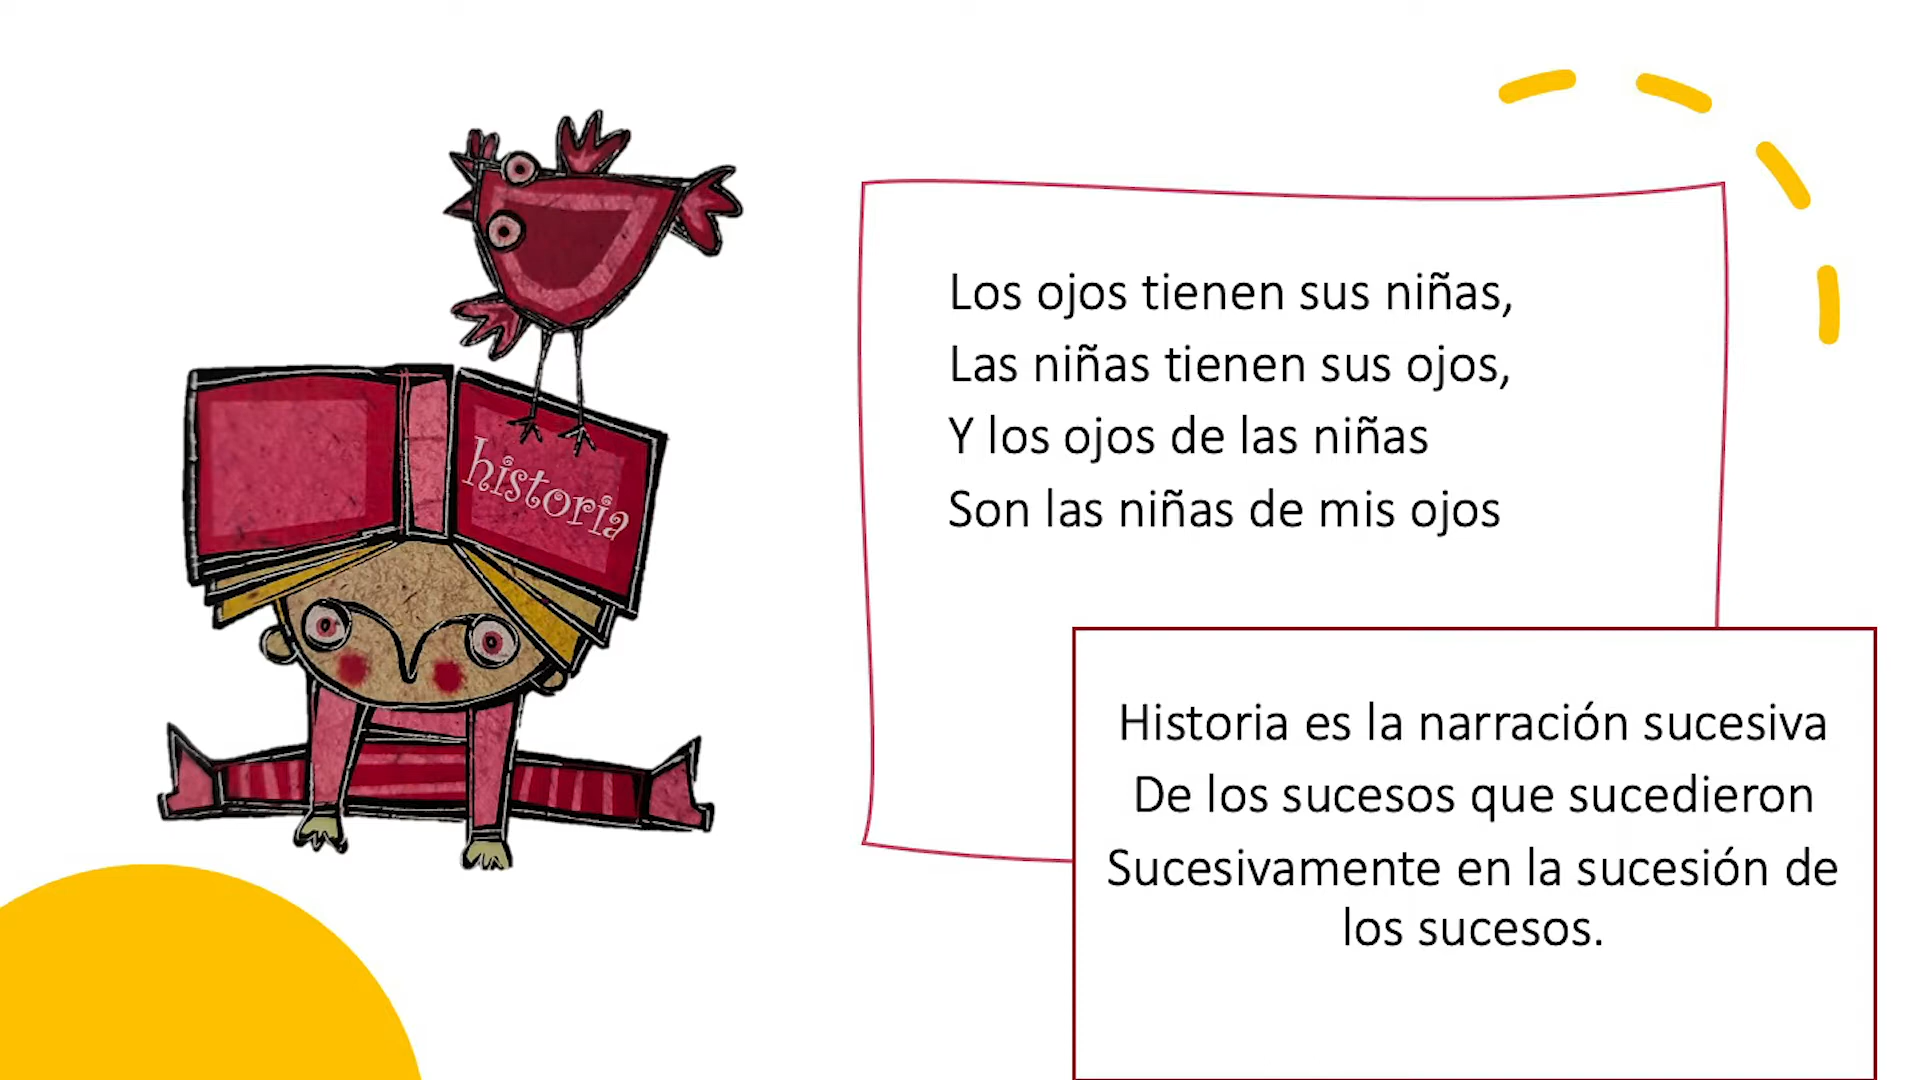 historia
Los ojos tienen sus niñas,
Las niñas tienen sus ojos,
Y los ojos de las niñas
Son las niñas de mis ojos
Historia es la narración sucesiva
De los sucesos que sucedieron
Sucesivamente en la sucesión de
los sucesos.